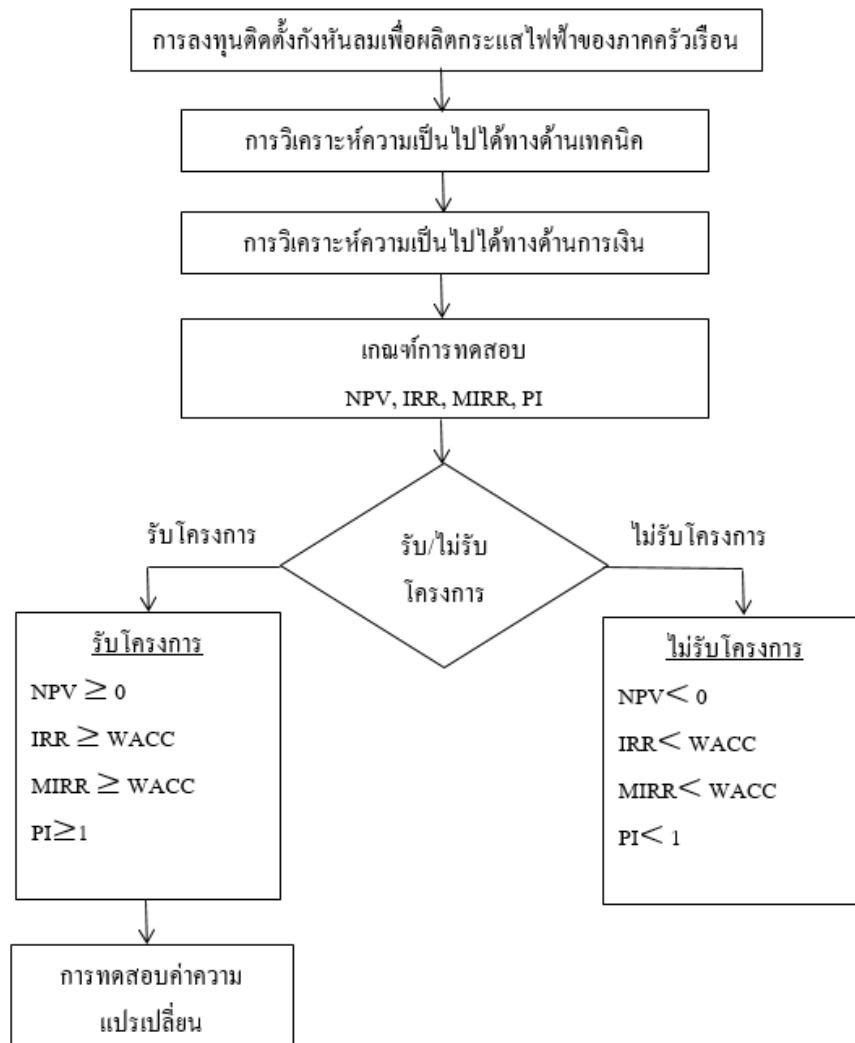 การลงทุนติดตั้งกังหันลมเพื่อผลิตกระแสไฟฟ้าของภาคครัวเรือน
การวิเคราะห์ความเป็นไปได้ทางด้านเทคนิค
การวิเคราะห์ความเป็นไปได้ทางด้านการเงิน
เกณฑ์การทดสอบ
NPV, IRR, MIRR, PI
รับ/ไม่รับ
โครงการ
รับโครงการ
ไม่รับโครงการ
รับโครงการ
NPV ≥ 0
IRR ≥ WACC
MIRR ≥ WACC
PI≥1
ไม่รับโครงการ
NPV< 0
IRR< WACC
MIRR< WACC
PI< 1
การทดสอบค่าความ
แปรเปลี่ยน